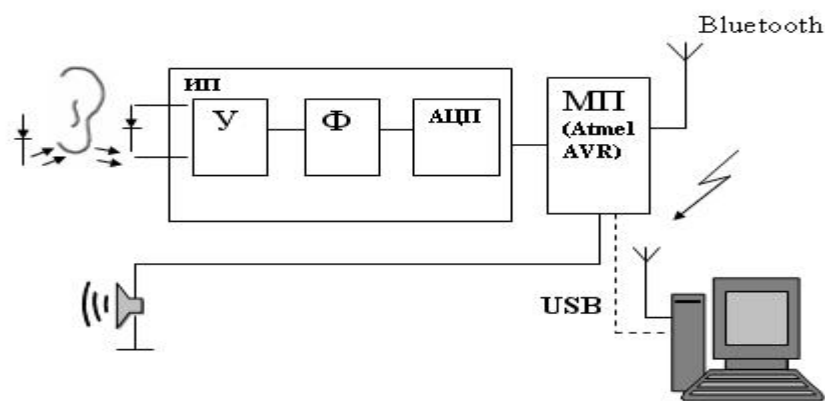 Bluetooth
ИП
У
Ф
АЦП
МП
(Atmel
AVR)
USB